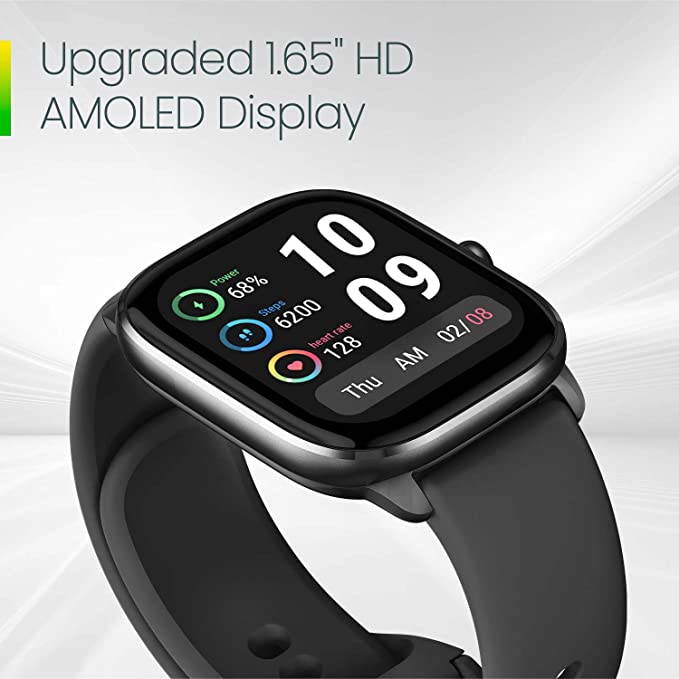 Upgraded 1.65" HD
AMOLED Display
10
09
Power
68%
Steps
6200
heart rate
128
Thu AM 02/08